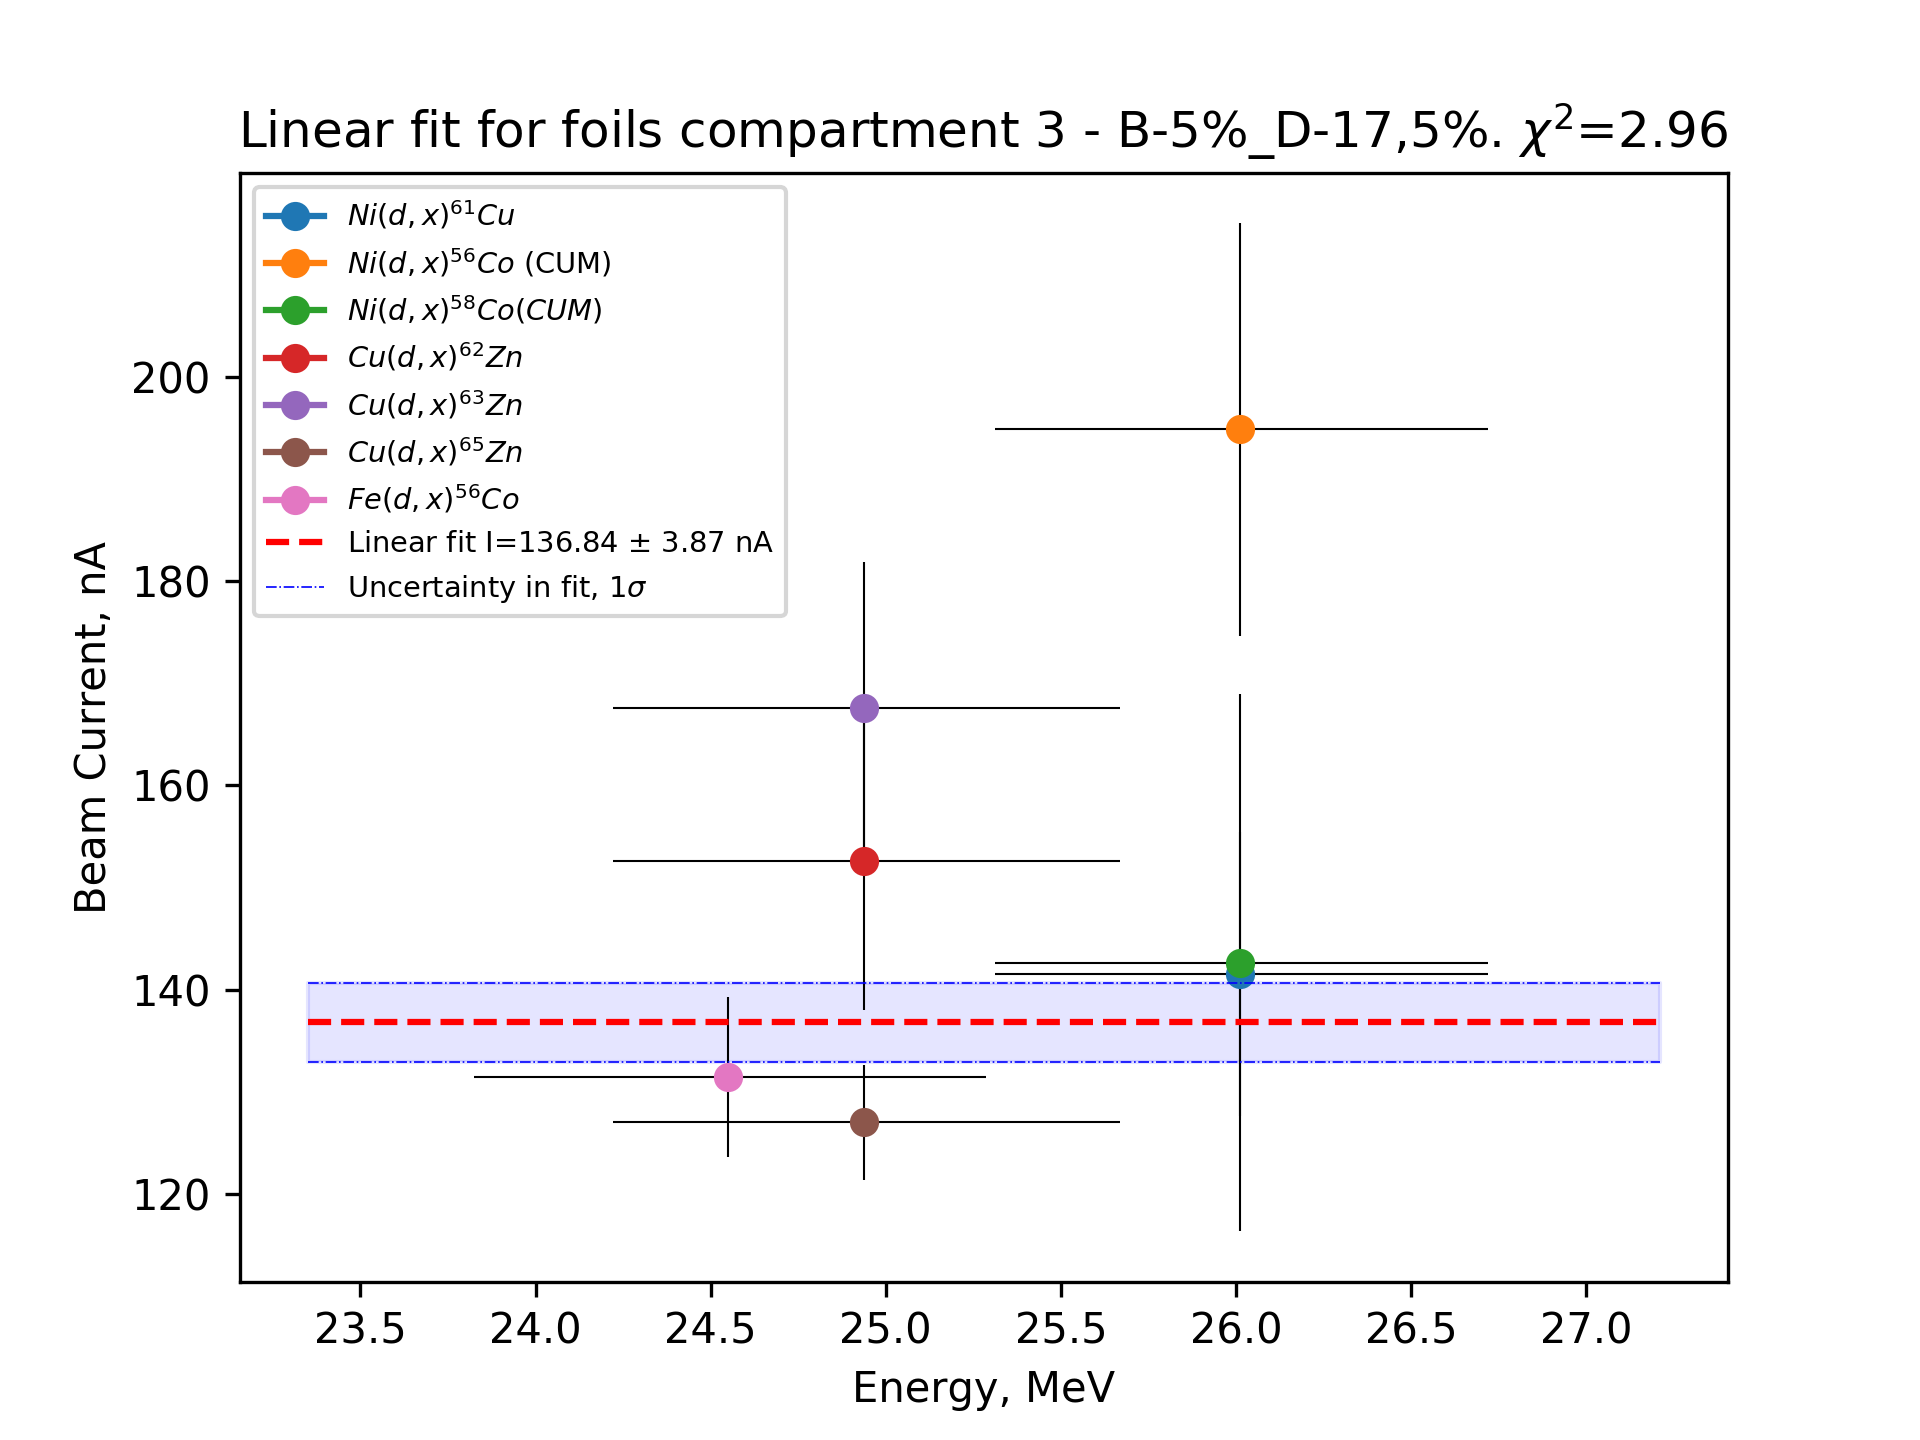 Linear fit for foils compartment 3 - B-5%_D-17,5%. χ²=2.96
Ni(d, x)⁶¹Cu
Ni(d, x)⁵⁶Co (CUM)
Ni(d, x)⁵⁸Co(CUM)
Cu(d, x)⁶²Zn
Cu(d, x)⁶³Zn
Cu(d, x)⁶⁵Zn
Fe(d, x)⁵⁶Co
Linear fit I=136.84 ± 3.87 nA
Uncertainty in fit, 1σ
Beam Current, nA
200
180
160
140
120
23.5 24.0 24.5 25.0 25.5 26.0 26.5 27.0
Energy, MeV